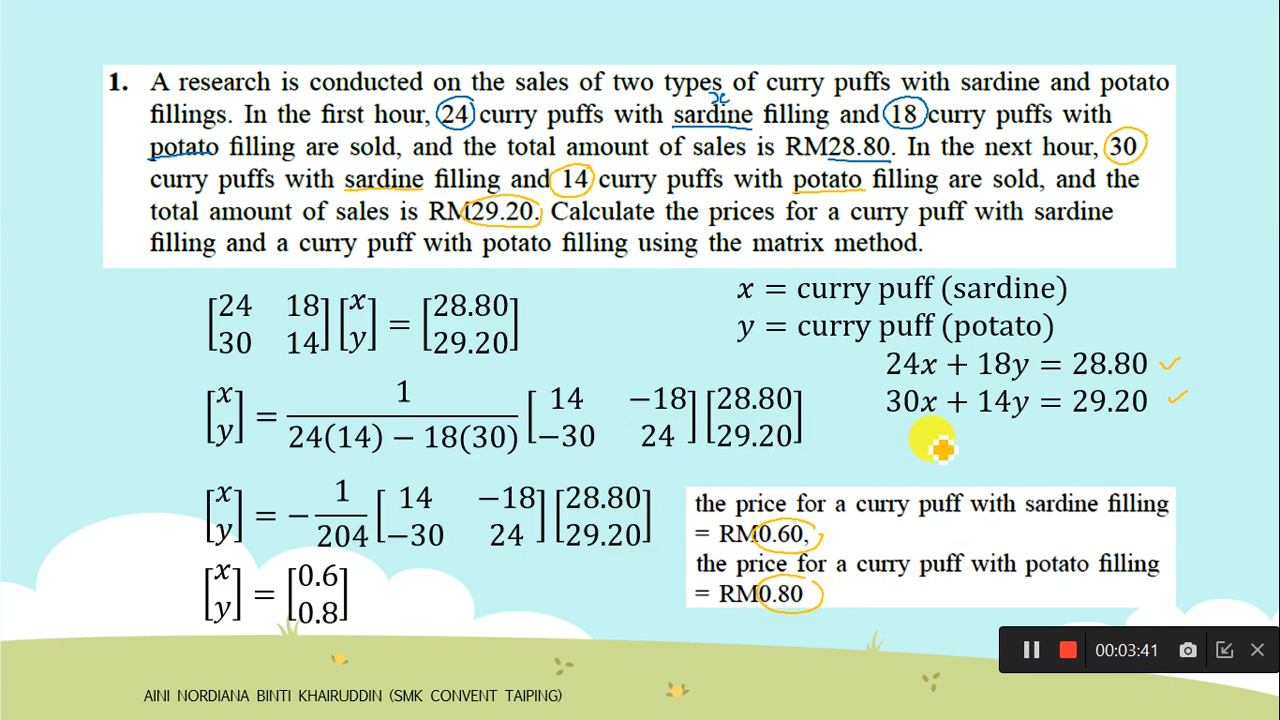 1. A research is conducted on the sales of two types of curry puffs with sardine and potato
x
fillings. In the first hour, 24 curry puffs with sardine filling and 18 curry puffs with
potato filling are sold, and the total amount of sales is RM28.80. In the next hour, 30
curry puffs with sardine filling and 14 curry puffs with potato filling are sold, and the
total amount of sales is RM29.20. Calculate the prices for a curry puff with sardine
filling and a curry puff with potato filling using the matrix method.
[24 18
30 14] [x
y] = [28.80
29.20]
[x
y] = 1
24(14) − 18(30) [14 −18
−30 24] [28.80
29.20]
[x
y] = − 1
204 [14 −18
−30 24] [28.80
29.20]
[x
y] = [0.6
0.8]
x = curry puff (sardine)
y = curry puff (potato)
24x + 18y = 28.80
30x + 14y = 29.20
the price for a curry puff with sardine filling
= RM0.60,
the price for a curry puff with potato filling
= RM0.80
00:03:41
AINI NORDIANA BINTI KHAIRUDDIN (SMK CONVENT TAIPING)